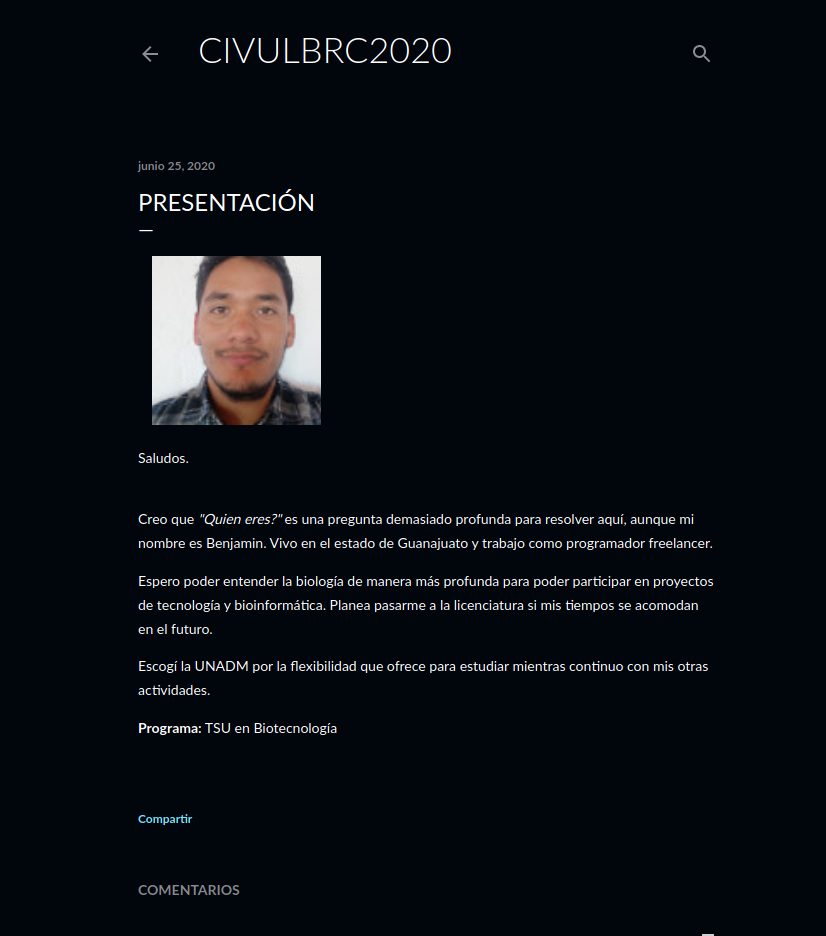 CIVULBRC2020
junio 25, 2020
PRESENTACIÓN
Saludos.
Creo que "Quien eres?" es una pregunta demasiado profunda para resolver aquí, aunque mi
nombre es Benjamin. Vivo en el estado de Guanajuato y trabajo como programador freelancer.
Espero poder entender la biología de manera más profunda para poder participar en proyectos
de tecnología y bioinformática. Planea pasarme a la licenciatura si mis tiempos se acomodan
en el futuro.
Escogí la UNADM por la flexibilidad que ofrece para estudiar mientras continuo con mis otras
actividades.
Programa: TSU en Biotecnología
Compartir
COMENTARIOS